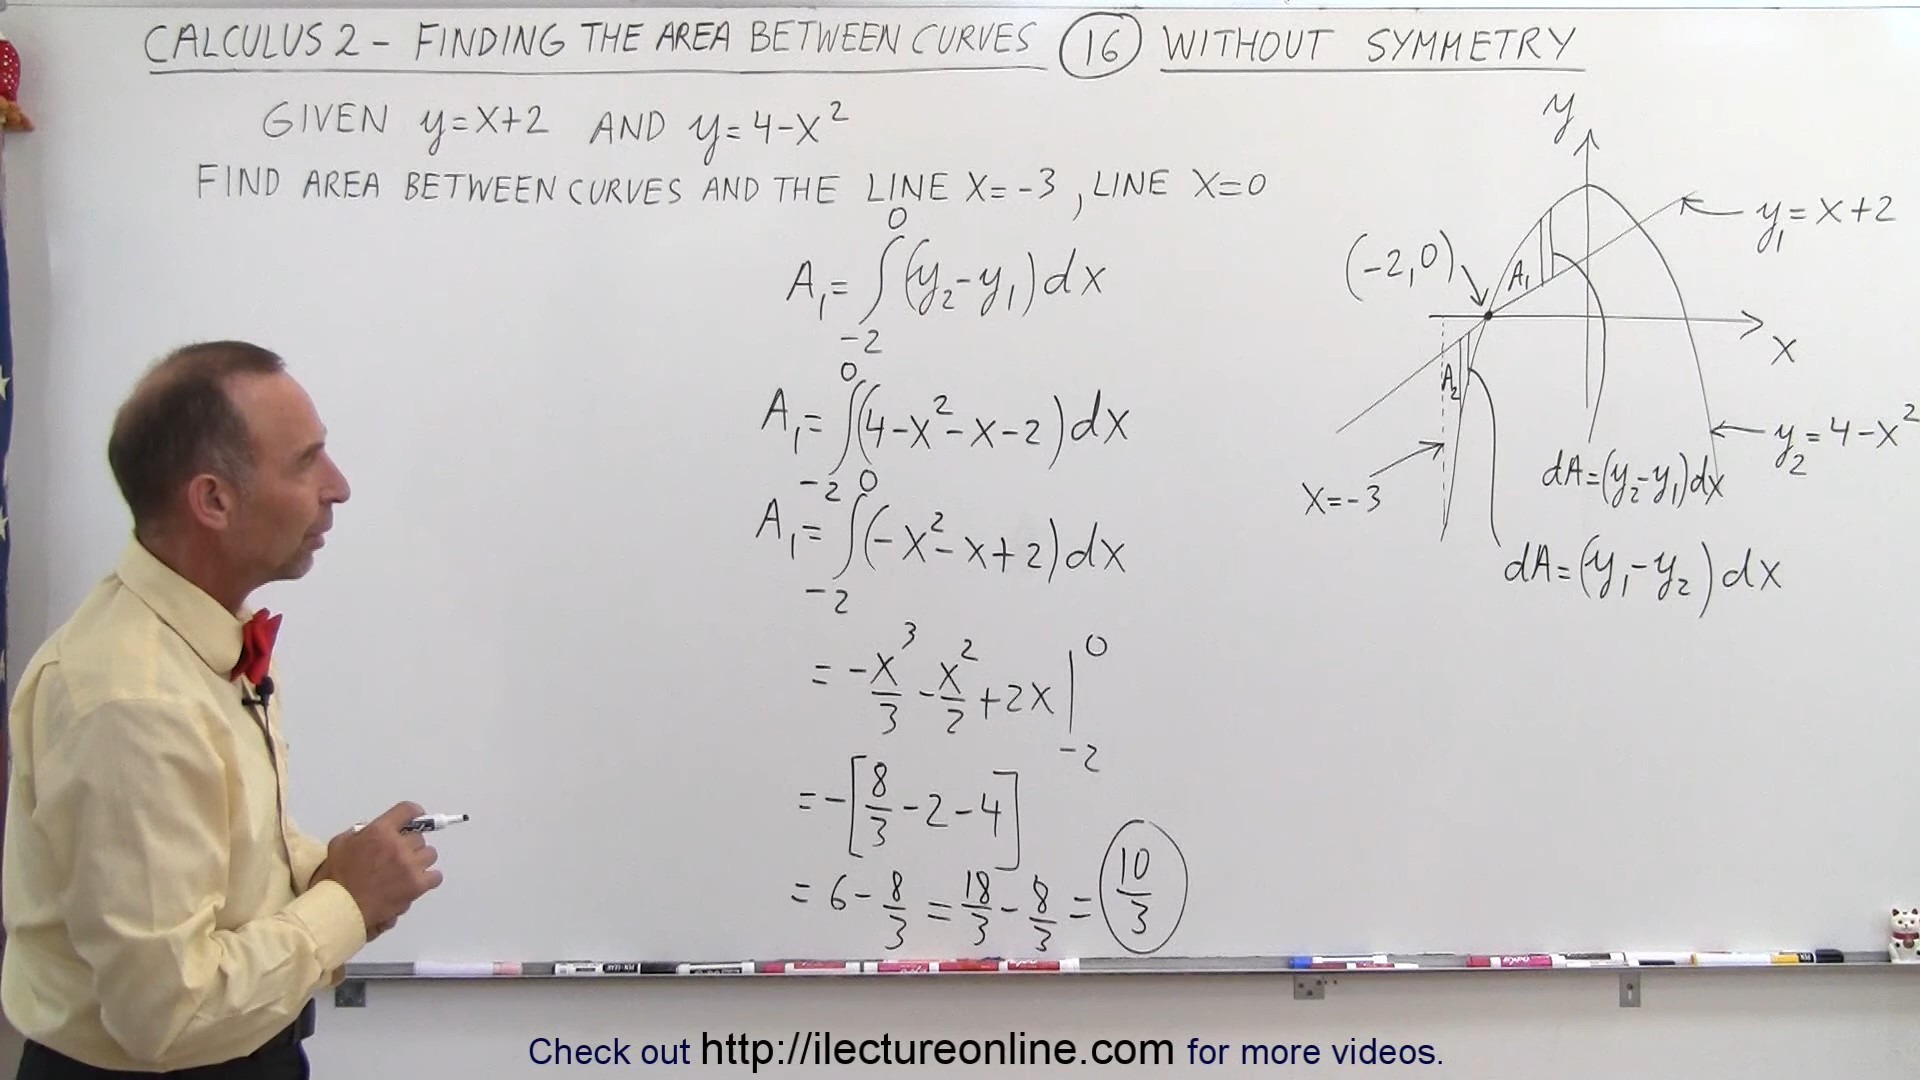 CALCULUS 2 - FINDING THE AREA BETWEEN CURVES 16 WITHOUT SYMMETRY
GIVEN y=x+2 AND y=4-x²
FIND AREA BETWEEN CURVES AND THE LINE X=-3, LINE X=0
A₁=∫₋₂⁰(y₂-y₁)dx
A₁=∫₋₂⁰(4-x²-x-2)dx
A₁=∫₋₂⁰(-x²-x+2)dx
= -x³/3 - x²/2 + 2x |₋₂⁰
= -[8/3 - 2 - 4]
= 6 - 8/3 = 18/3 - 8/3 = 10/3
y
y₁=x+2
(-2,0)
A₁
x
A₂
y₂=4-x²
x=-3
dA=(y₂-y₁)dx
dA=(y₁-y₂)dx
Check out http://ilectureonline.com for more videos.